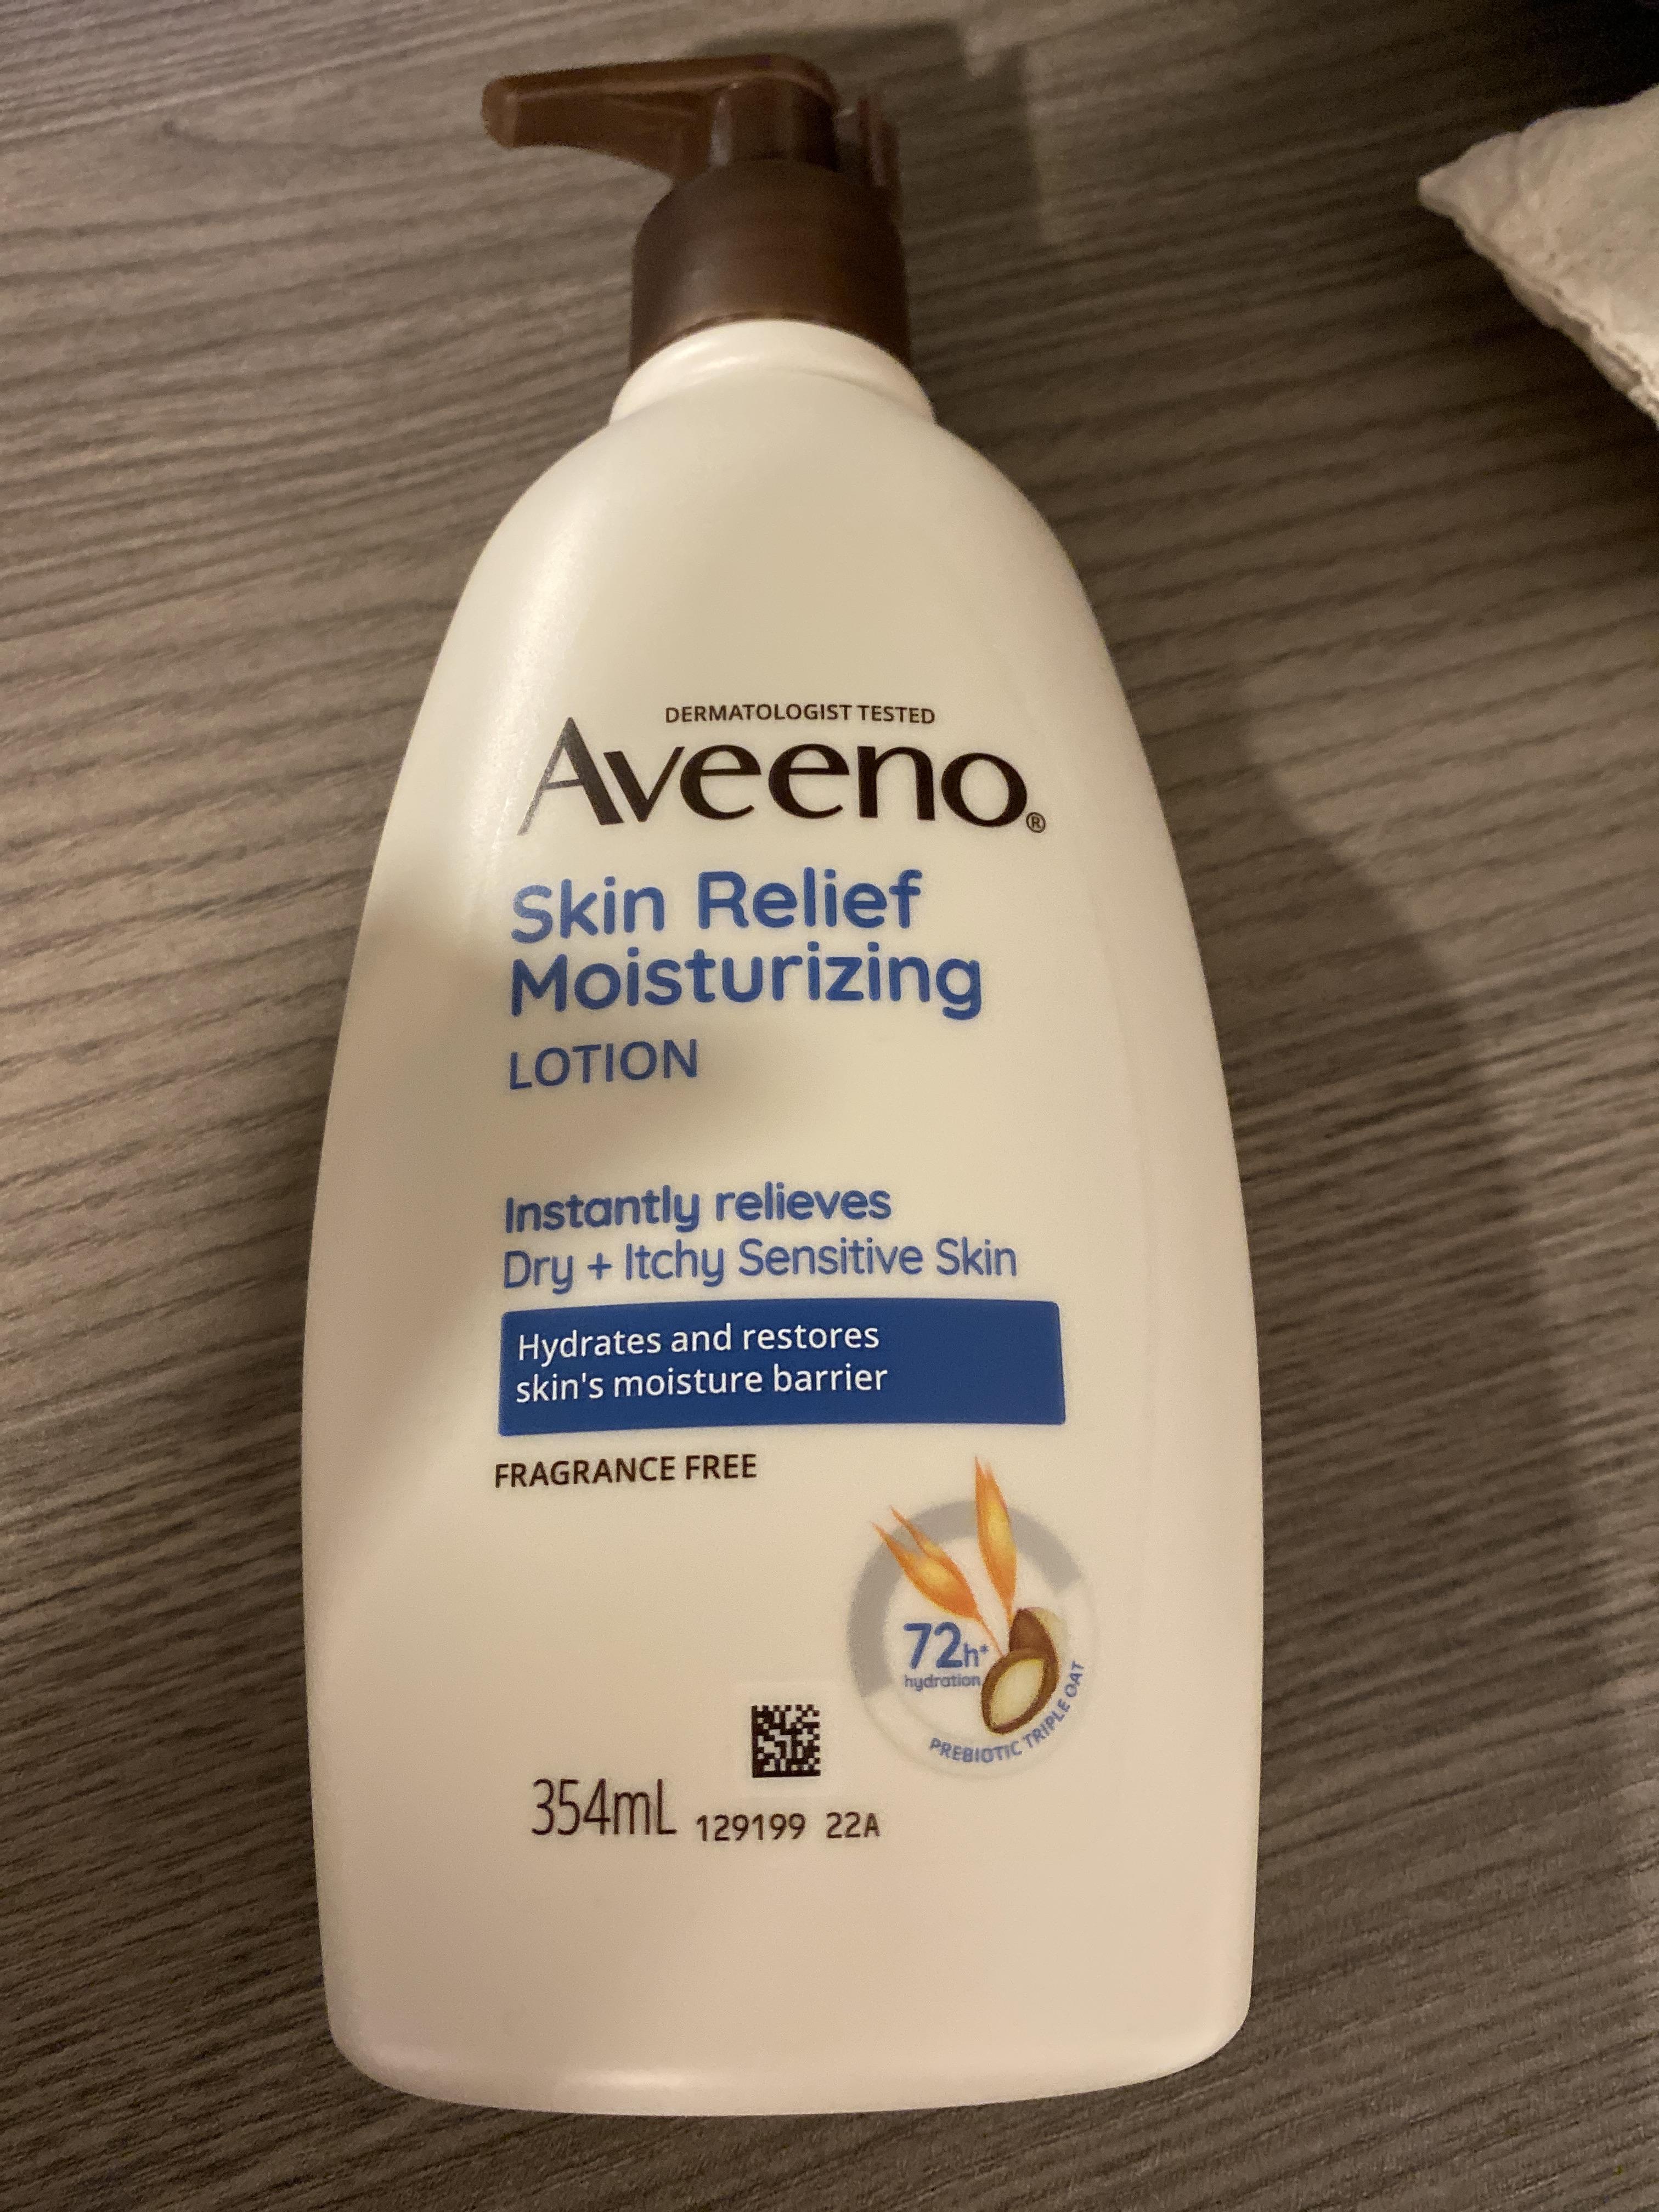 DERMATOLOGIST TESTED
Aveeno®
Skin Relief
Moisturizing
LOTION
Instantly relieves
Dry + Itchy Sensitive Skin
Hydrates and restores
skin's moisture barrier
FRAGRANCE FREE
72h*
hydration
PREBIOTIC TRIPLE OAT
354mL 129199 22A